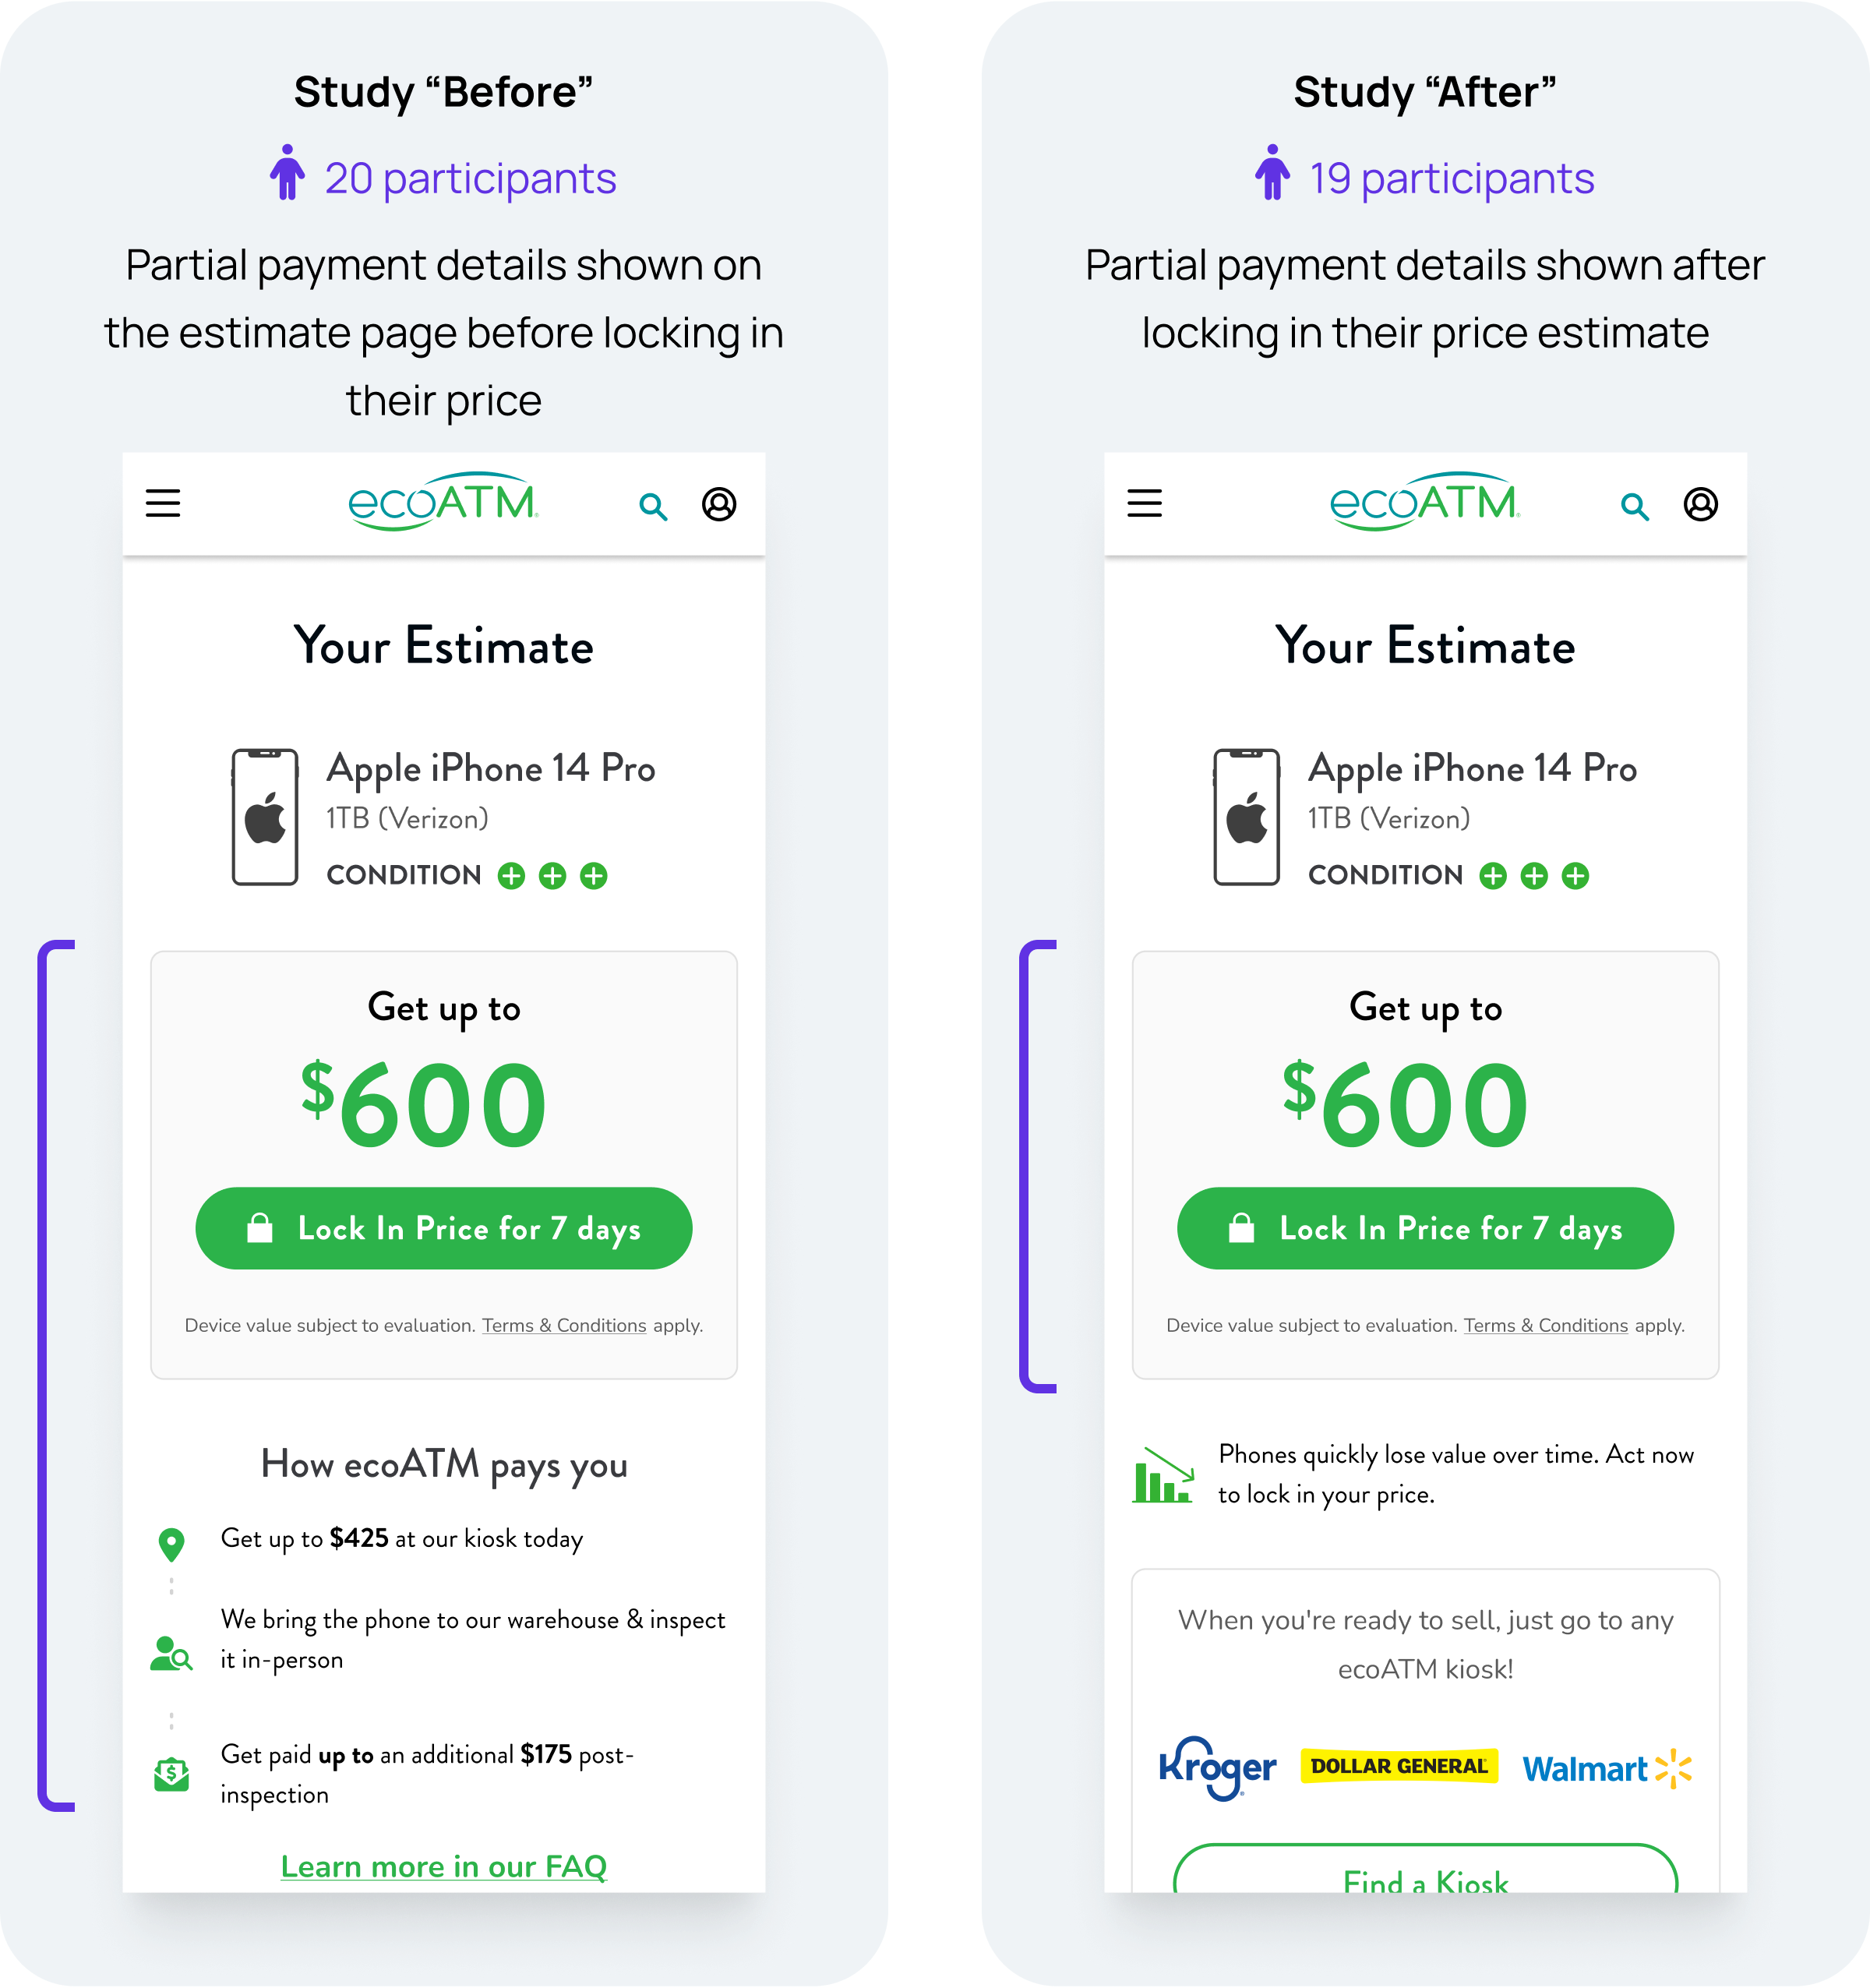 Study “Before”
20 participants
Partial payment details shown on
the estimate page before locking in
their price
ecoATM
Your Estimate
Apple iPhone 14 Pro
1TB (Verizon)
CONDITION
Get up to
$600
Lock In Price for 7 days
Device value subject to evaluation. Terms & Conditions apply.
How ecoATM pays you
Get up to $425 at our kiosk today
We bring the phone to our warehouse & inspect
it in-person
Get paid up to an additional $175 post-
inspection
Learn more in our FAQ
Study “After”
19 participants
Partial payment details shown after
locking in their price estimate
ecoATM
Your Estimate
Apple iPhone 14 Pro
1TB (Verizon)
CONDITION
Get up to
$600
Lock In Price for 7 days
Device value subject to evaluation. Terms & Conditions apply.
Phones quickly lose value over time. Act now
to lock in your price.
When you're ready to sell, just go to any
ecoATM kiosk!
Kroger DOLLAR GENERAL Walmart
Find a Kiosk